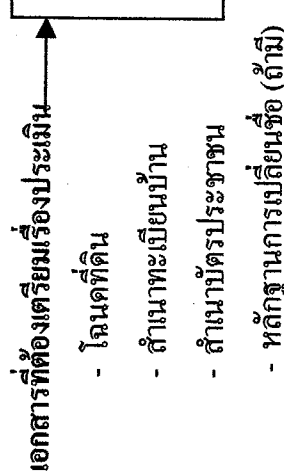 เอกสารที่ต้องเตรียมเรื่องประเมิน
- โฉนดที่ดิน
- สำเนาทะเบียนบ้าน
- สำเนาบัตรประชาชน
- หลักฐานการเปลี่ยนชื่อ (ถ้ามี)